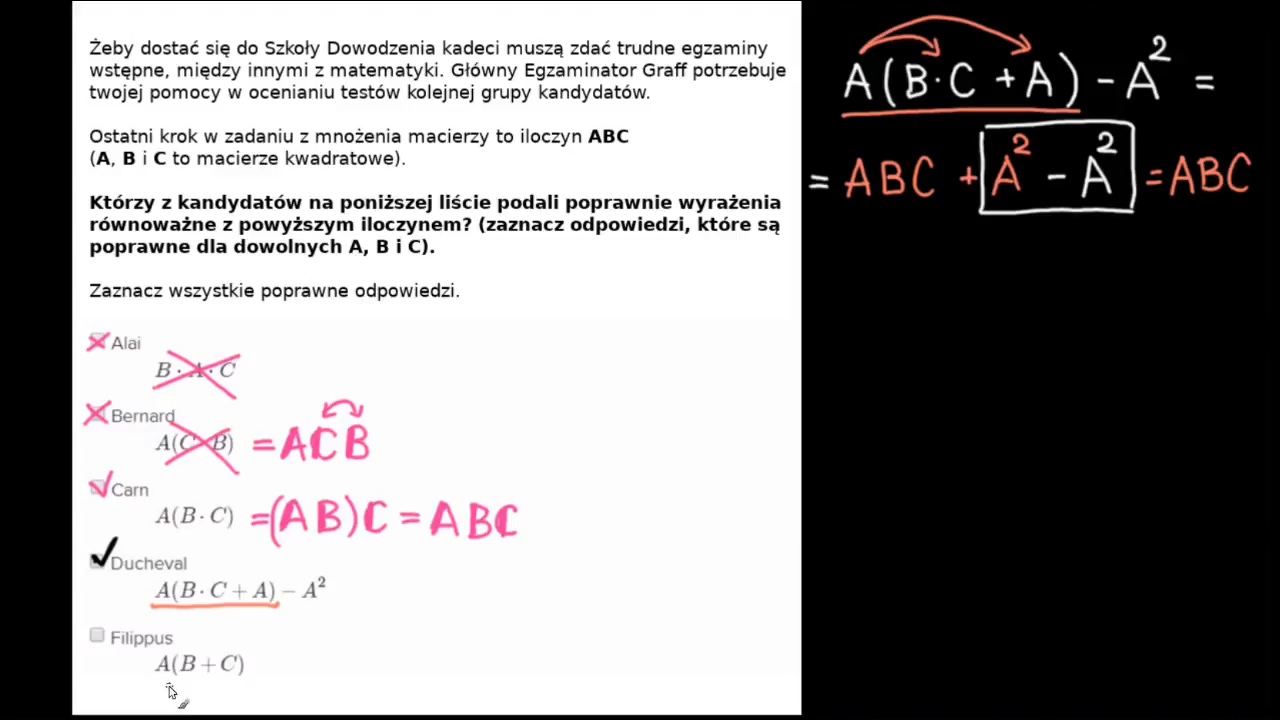 Żeby dostać się do Szkoły Dowodzenia kadeci muszą zdać trudne egzaminy
wstępne, między innymi z matematyki. Główny Egzaminator Graff potrzebuje
twojej pomocy w ocenianiu testów kolejnej grupy kandydatów.
Ostatni krok w zadaniu z mnożenia macierzy to iloczyn ABC
(A, B i C to macierze kwadratowe).
Którzy z kandydatów na poniższej liście podali poprawnie wyrażenia
równoważne z powyższym iloczynem? (zaznacz odpowiedzi, które są
poprawne dla dowolnych A, B i C).
Zaznacz wszystkie poprawne odpowiedzi.
Alai
B · A · C
Bernard
A(C · B) = ACB
Carn
A(B · C) = (AB)C = ABC
Ducheval
A(B · C + A) − A²
Filippus
A(B + C)
A(B · C + A) − A² =
= ABC + A² − A² = ABC